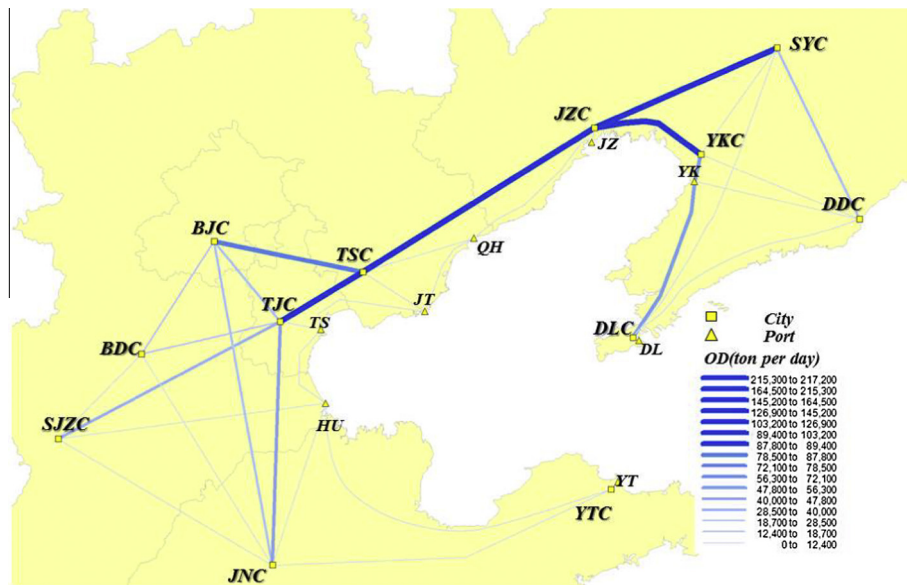 SYC
JZC
JZ
YKC
YK
DDC
BJC
TSC
QH
TJC
TS
JT
DLC
DL
BDC
SJZC
HU
YT
YTC
JNC
City
Port
OD(ton per day)
215,300 to 217,200
164,500 to 215,300
145,200 to 164,500
126,900 to 145,200
103,200 to 126,900
89,400 to 103,200
87,800 to 89,400
78,500 to 87,800
72,100 to 78,500
56,300 to 72,100
47,800 to 56,300
40,000 to 47,800
28,500 to 40,000
18,700 to 28,500
12,400 to 18,700
0 to 12,400